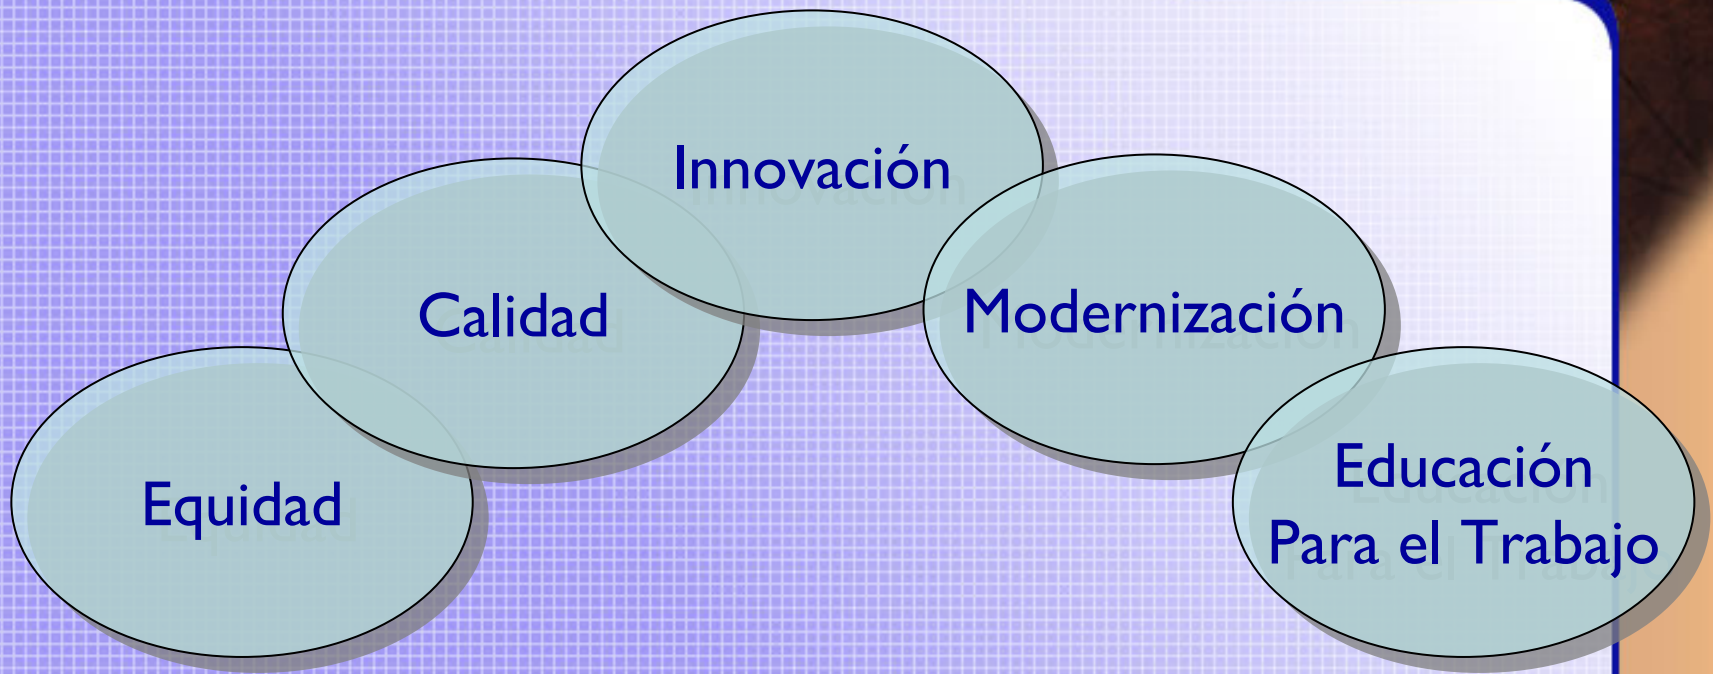 Innovación
Calidad
Modernización
Equidad
Educación
Para el Trabajo